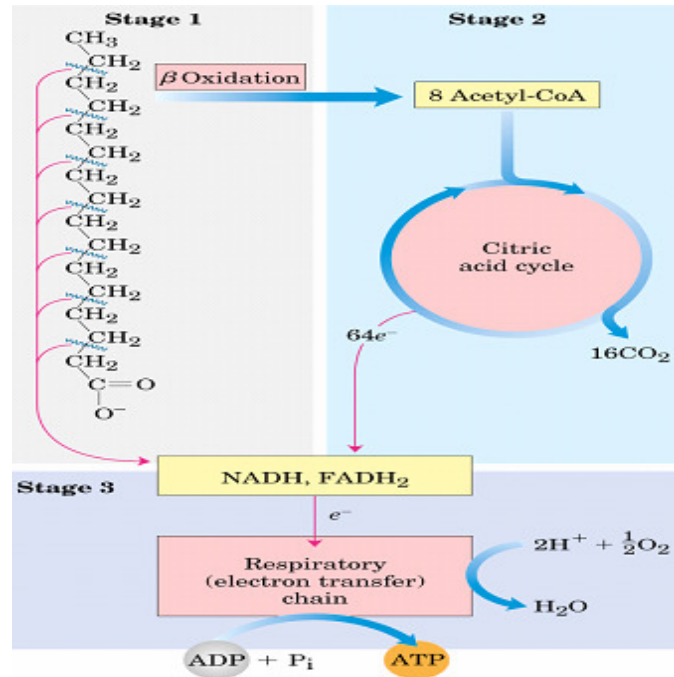 Stage 1
CH₃
CH₂
CH₂
CH₂
CH₂
CH₂
CH₂
CH₂
CH₂
CH₂
CH₂
CH₂
CH₂
CH₂
CH₂
C=O
O⁻
β Oxidation
Stage 2
8 Acetyl-CoA
Citric
acid cycle
64e⁻
16CO₂
Stage 3
NADH, FADH₂
e⁻
Respiratory
(electron transfer)
chain
2H⁺ + ½O₂
H₂O
ADP + Pᵢ
ATP